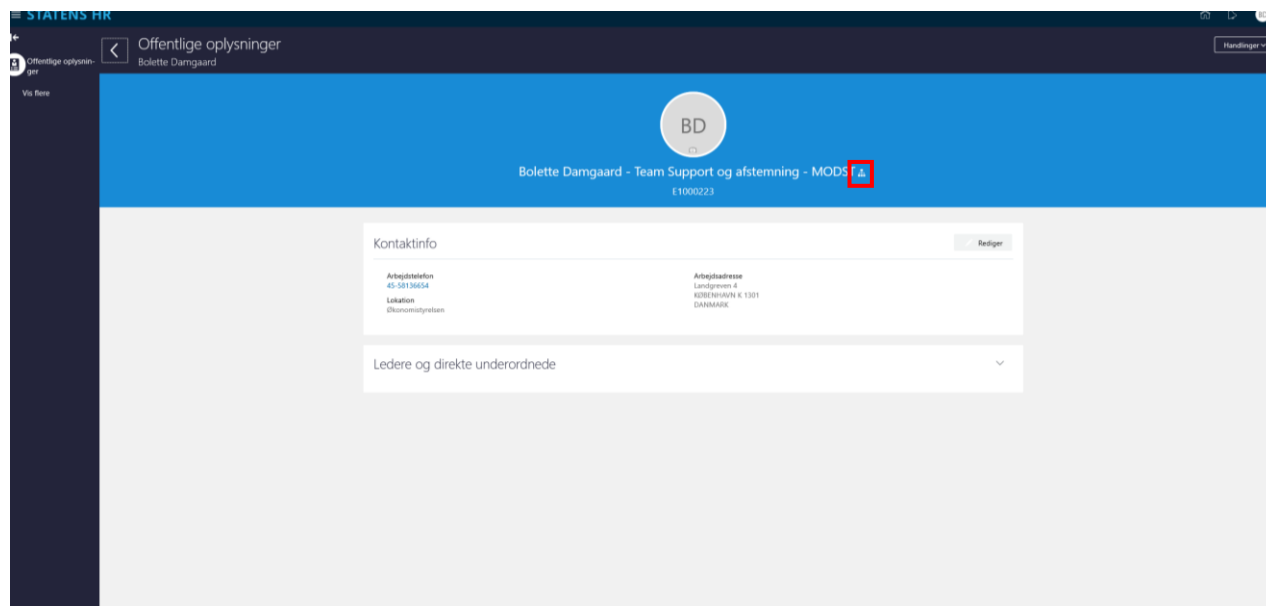 STATENS HR
BD
Offentlige oplysnin-
ger
Vis flere
Offentlige oplysninger
Bolette Damgaard
Handlinger
BD
Bolette Damgaard - Team Support og afstemning - MODST
E1000223
Kontaktinfo
Rediger
Arbejdstelefon
45-58136654
Lokation
Økonomistyrelsen
Arbejdsadresse
Landgreven 4
KØBENHAVN K 1301
DANMARK
Ledere og direkte underordnede